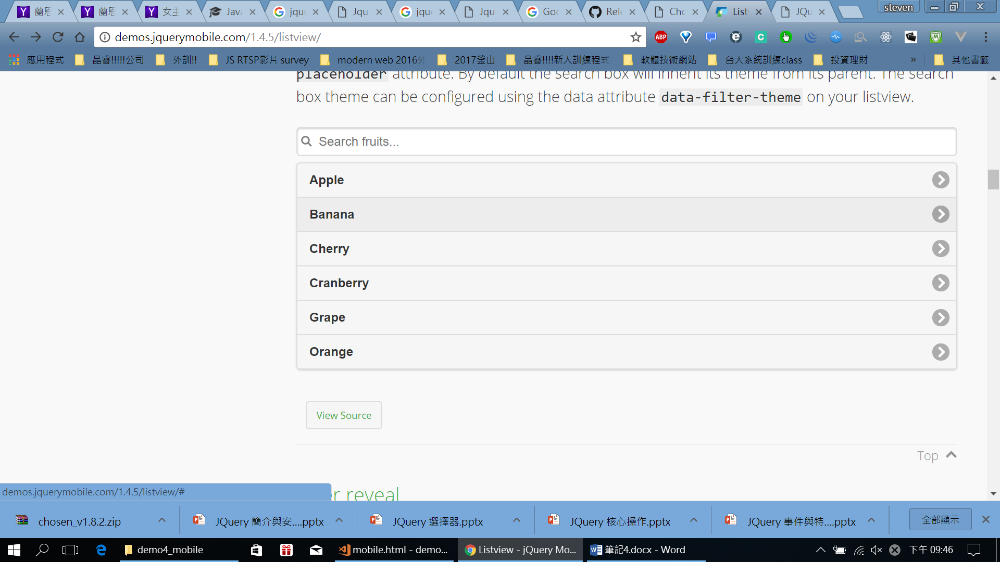 蘭 蘭 女主 Java jque Jque jque Jqu Goo Rele Cho List JQu steven
demos.jquerymobile.com/1.4.5/listview/
應用程式 晶睿!!!!!公司 外訓!! JS RTSP影片 survey modern web 2016外 2017釜山 晶睿!!!!新人訓練程式 軟體技術網站 台大系統訓練class 投資理財 » 其他書籤
placeholder attribute. By default the search box will inherit its theme from its parent. The search
box theme can be configured using the data attribute data-filter-theme on your listview.
Search fruits...
Apple
Banana
Cherry
Cranberry
Grape
Orange
View Source
Top
demos.jquerymobile.com/1.4.5/listview/#
er reveal
chosen_v1.8.2.zip JQuery 簡介與安....pptx JQuery 選擇器.pptx JQuery 核心操作.pptx JQuery 事件與特....pptx 全部顯示
demo4_mobile mobile.html - demo... Listview - jQuery Mo... 筆記4.docx - Word 下午 09:46